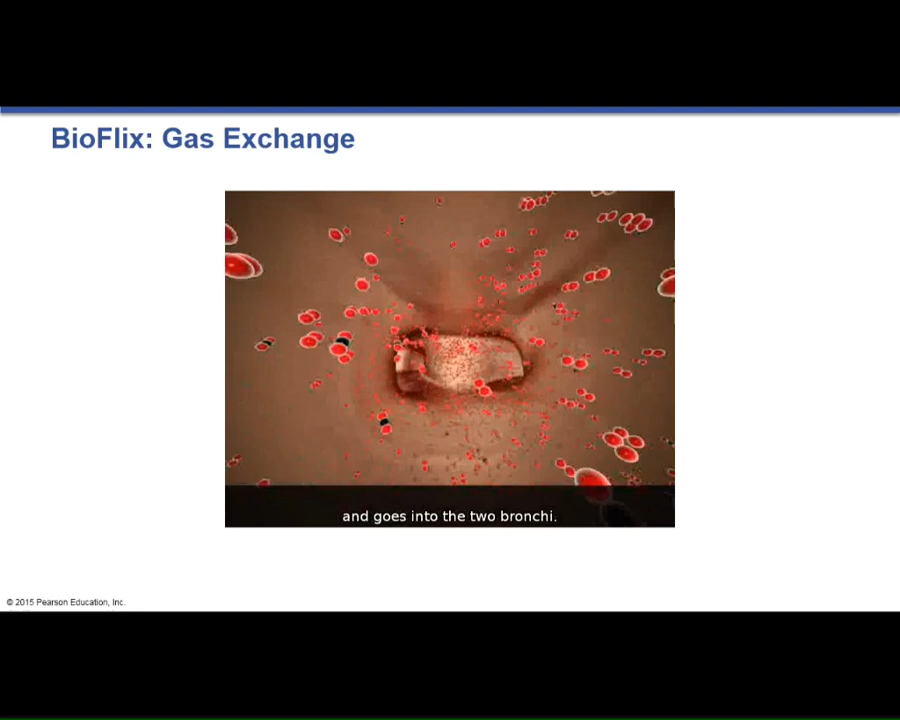 BioFlix: Gas Exchange
and goes into the two bronchi.
© 2015 Pearson Education, Inc.